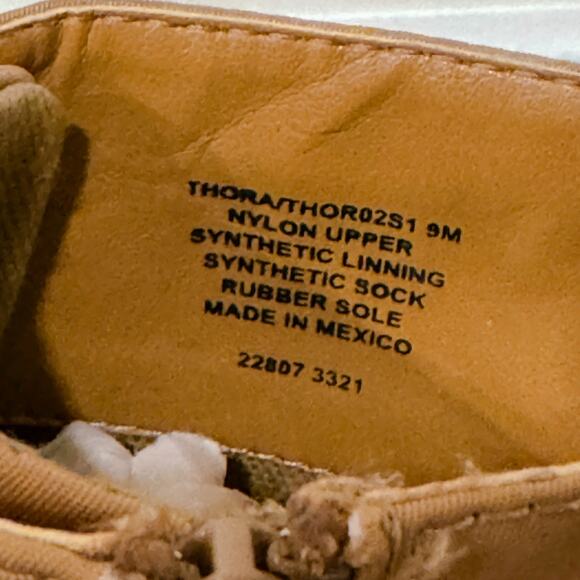 THORA/THOR02S1 9M
NYLON UPPER
SYNTHETIC LINNING
SYNTHETIC SOCK
RUBBER SOLE
MADE IN MEXICO
22807 3321